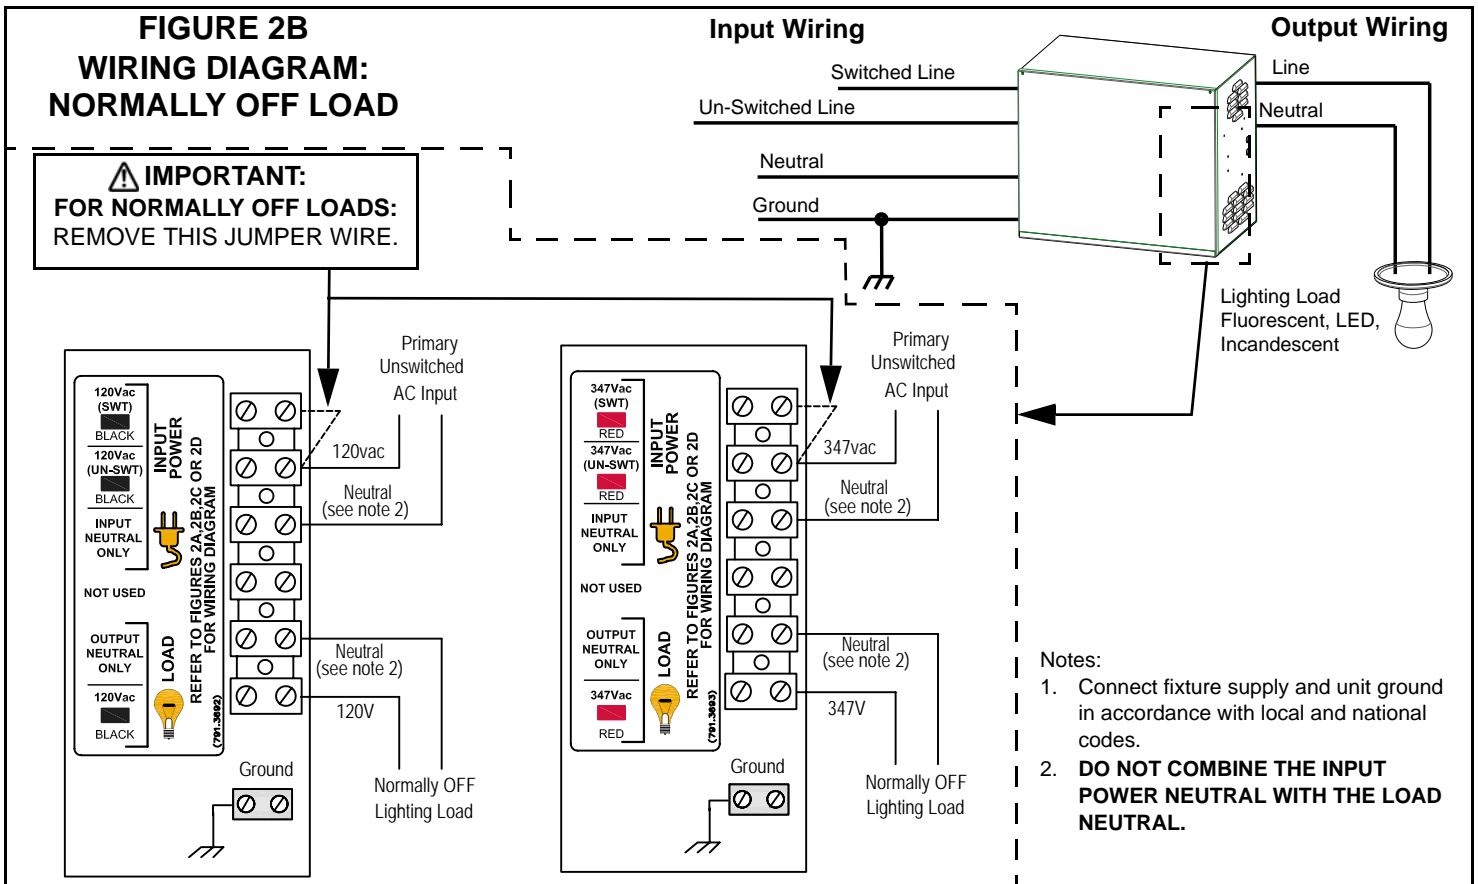 FIGURE 2B
WIRING DIAGRAM:
NORMALLY OFF LOAD
Input Wiring
Output Wiring
Switched Line
Un-Switched Line
Neutral
Ground
Line
Neutral
Lighting Load
Fluorescent, LED,
Incandescent
IMPORTANT:
FOR NORMALLY OFF LOADS:
REMOVE THIS JUMPER WIRE.
120Vac
(SWT)
BLACK
120Vac
(UN-SWT)
BLACK
INPUT
NEUTRAL
ONLY
NOT USED
OUTPUT
NEUTRAL
ONLY
120Vac
BLACK
INPUT
POWER
LOAD
REFER TO FIGURES 2A,2B,2C OR 2D
FOR WIRING DIAGRAM
(791.3692)
Primary
Unswitched
AC Input
120vac
Neutral
(see note 2)
Neutral
(see note 2)
120V
Normally OFF
Lighting Load
Ground
347Vac
(SWT)
RED
347Vac
(UN-SWT)
RED
INPUT
NEUTRAL
ONLY
NOT USED
OUTPUT
NEUTRAL
ONLY
347Vac
RED
INPUT
POWER
LOAD
REFER TO FIGURES 2A,2B,2C OR 2D
FOR WIRING DIAGRAM
(791.3693)
Primary
Unswitched
AC Input
347vac
Neutral
(see note 2)
Neutral
(see note 2)
347V
Normally OFF
Lighting Load
Ground
Notes:
1. Connect fixture supply and unit ground
in accordance with local and national
codes.
2. DO NOT COMBINE THE INPUT
POWER NEUTRAL WITH THE LOAD
NEUTRAL.